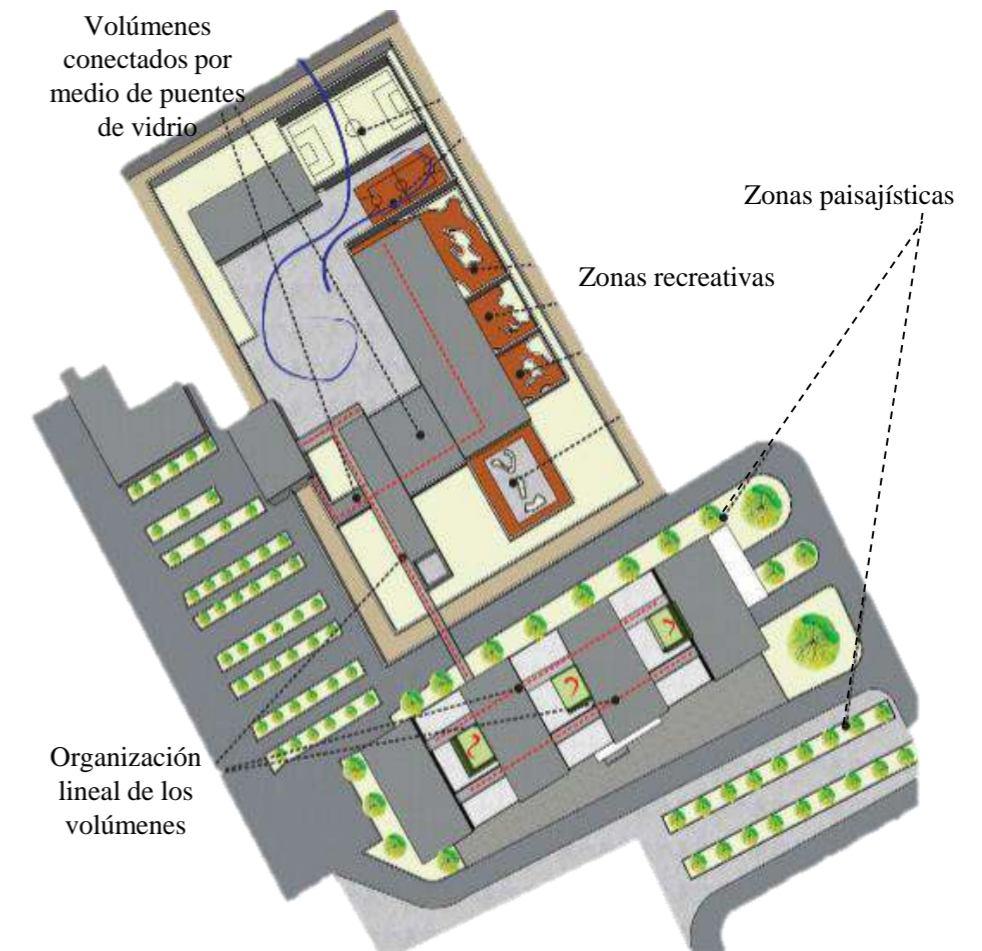 Volúmenes
conectados por
medio de puentes
de vidrio
Zonas paisajísticas
Zonas recreativas
Organización
lineal de los
volúmenes